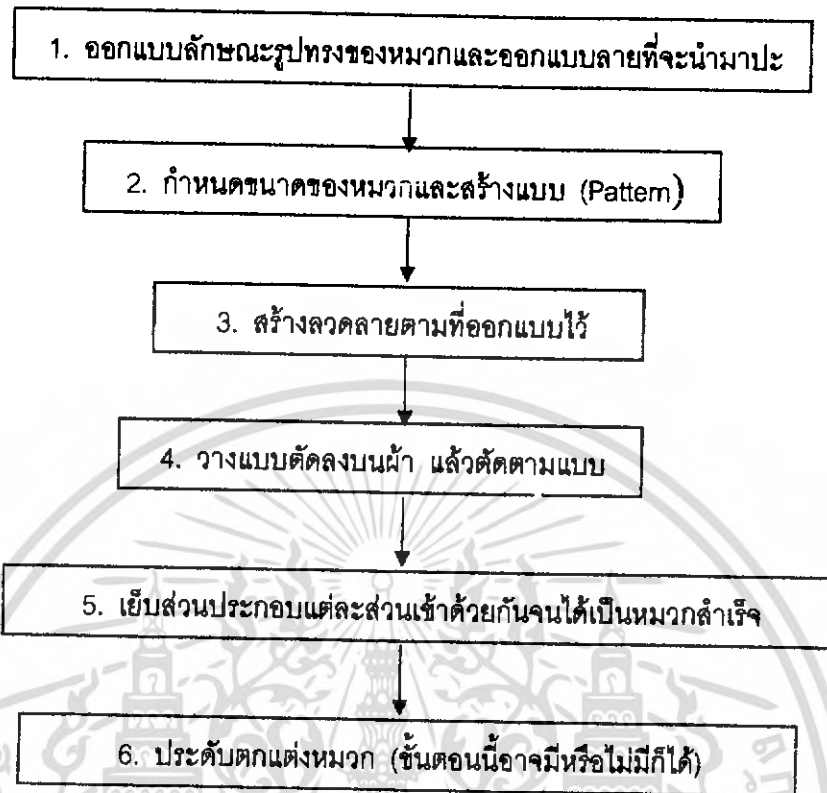 1. ออกแบบลักษณะรูปทรงของหมวกและออกแบบลายที่จะนำมาปะ
2. กำหนดขนาดของหมวกและสร้างแบบ (Pattern)
3. สร้างลวดลายตามที่ออกแบบไว้
4. วางแบบตัดลงบนผ้า แล้วตัดตามแบบ
5. เย็บส่วนประกอบแต่ละส่วนเข้าด้วยกันจนได้เป็นหมวกสำเร็จ
6. ประดับตกแต่งหมวก (ขั้นตอนนี้อาจมีหรือไม่มีก็ได้)